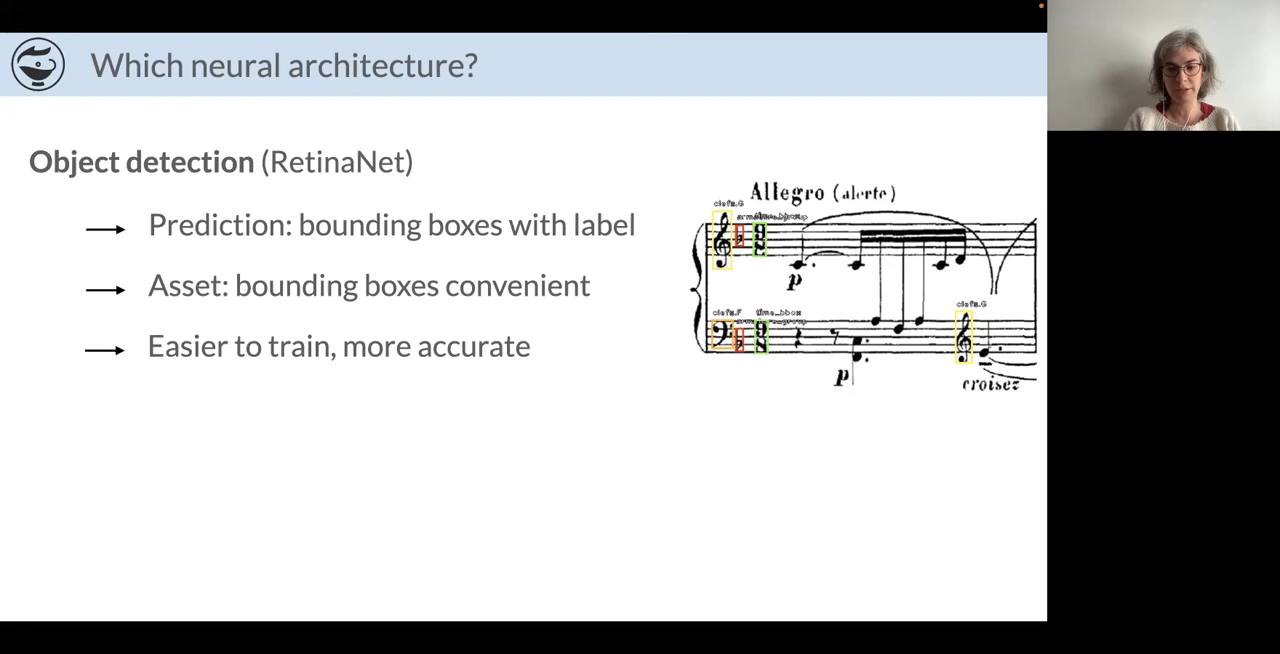 Which neural architecture?
Object detection (RetinaNet)
Prediction: bounding boxes with label
Asset: bounding boxes convenient
Easier to train, more accurate
Allegro (alerte)
clefs.G
p
clefs.F
time_bbox
clefs.G
p
croisez